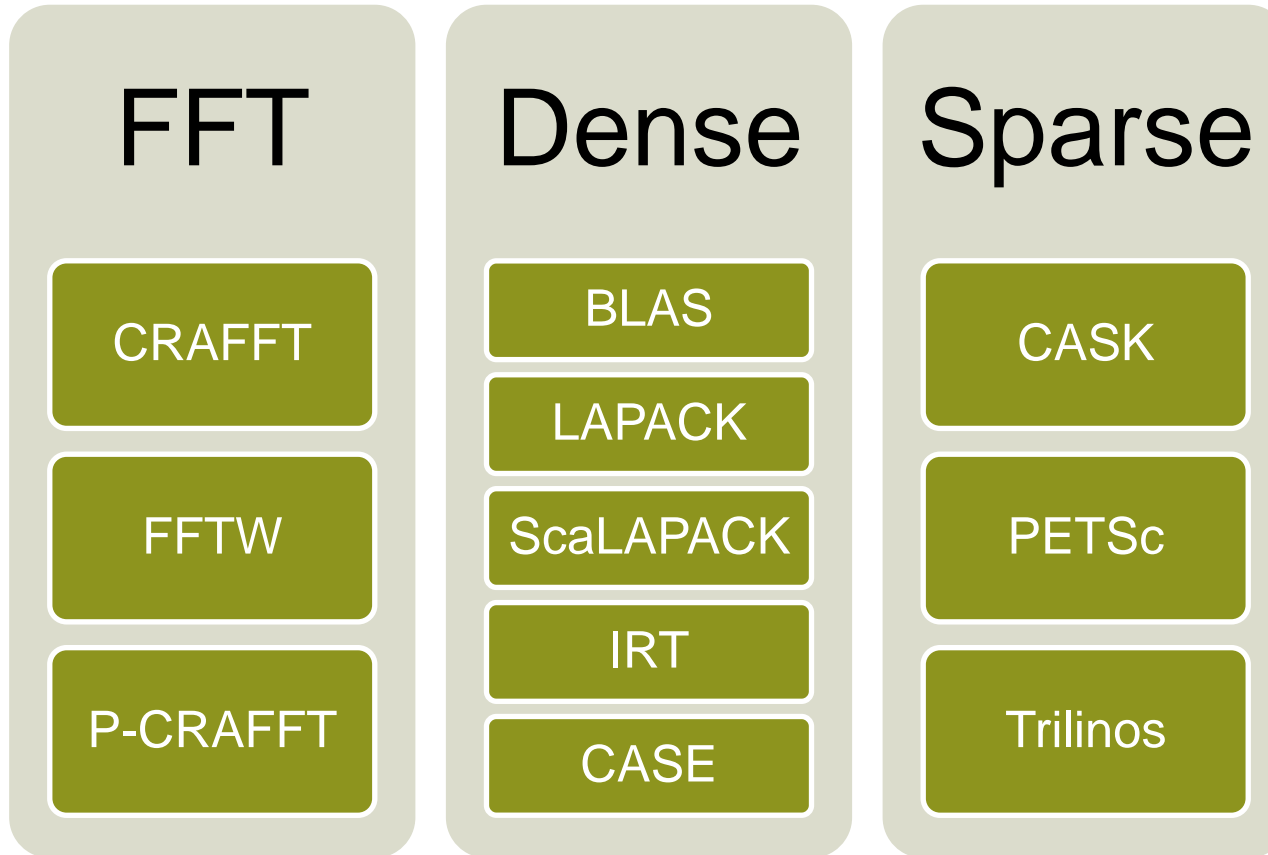 FFT
CRAFFT
FFTW
P-CRAFFT
Dense
BLAS
LAPACK
ScaLAPACK
IRT
CASE
Sparse
CASK
PETSc
Trilinos